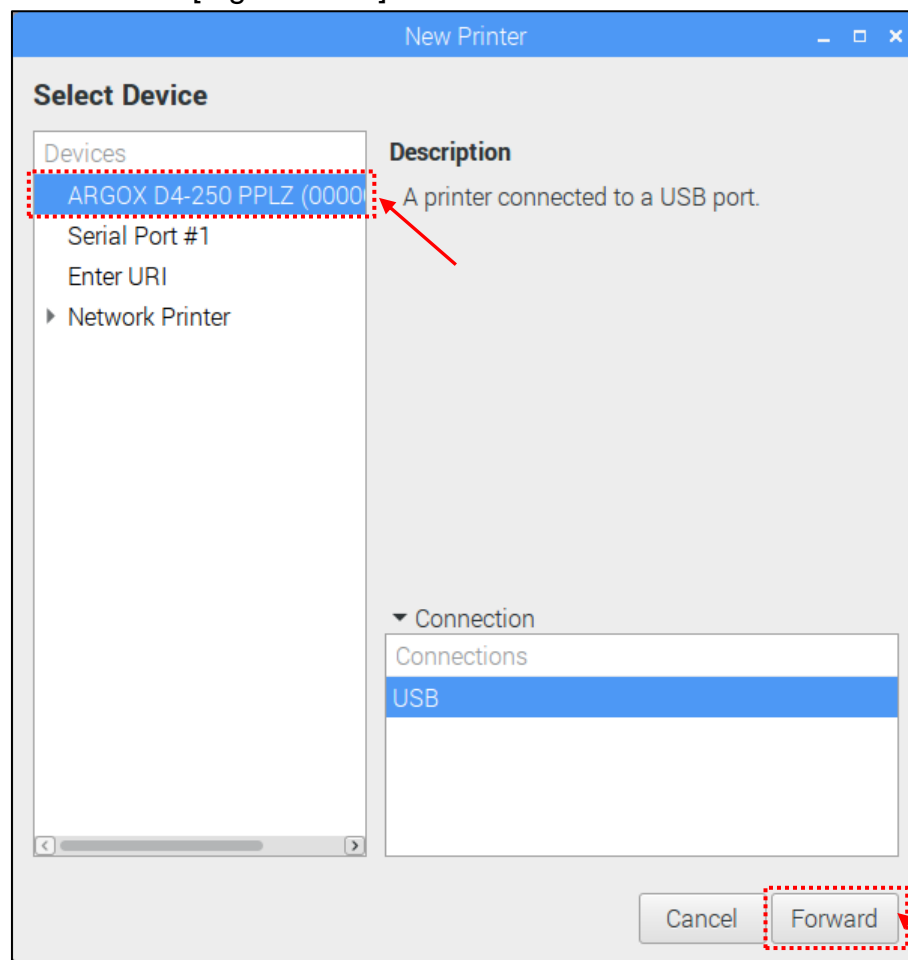 New Printer
Select Device
Devices
ARGOX D4-250 PPLZ (0000
Serial Port #1
Enter URI
Network Printer
Description
A printer connected to a USB port.
Connection
Connections
USB
Cancel
Forward